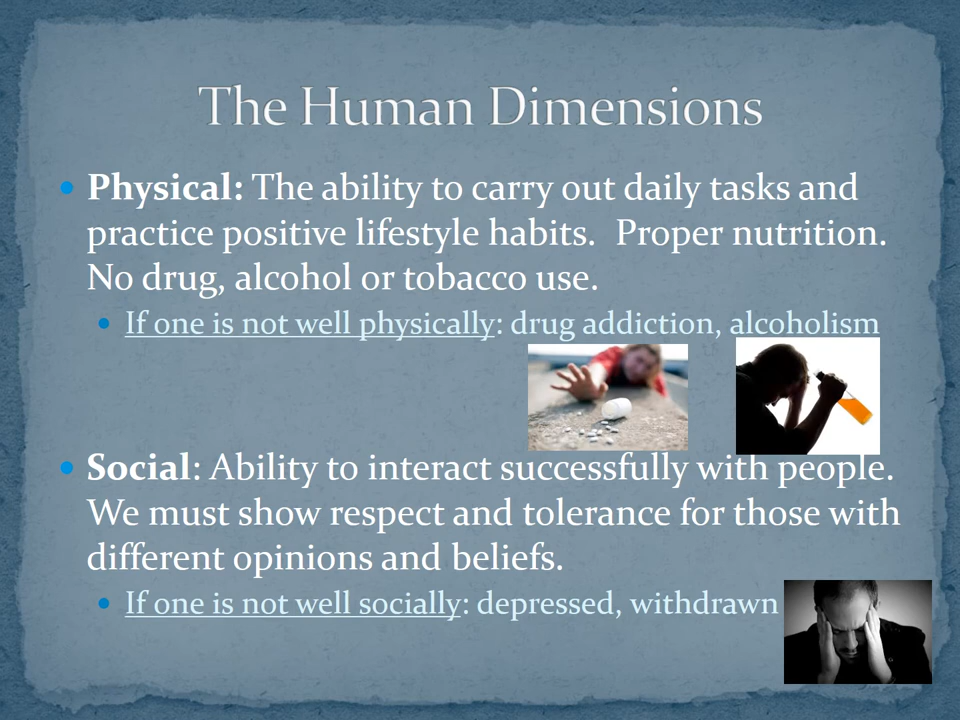 The Human Dimensions
Physical: The ability to carry out daily tasks and
practice positive lifestyle habits.  Proper nutrition.
No drug, alcohol or tobacco use.
If one is not well physically: drug addiction, alcoholism
Social: Ability to interact successfully with people.
We must show respect and tolerance for those with
different opinions and beliefs.
If one is not well socially: depressed, withdrawn